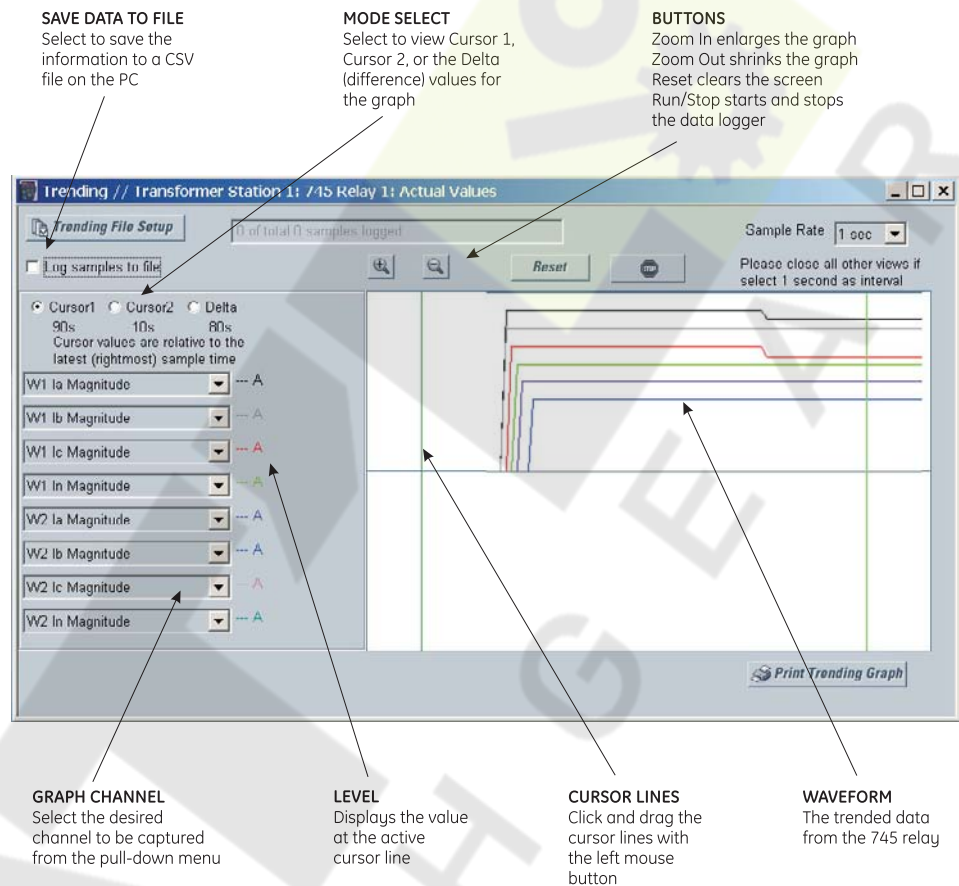 SAVE DATA TO FILE
Select to save the
information to a CSV
file on the PC
MODE SELECT
Select to view Cursor 1,
Cursor 2, or the Delta
(difference) values for
the graph
BUTTONS
Zoom In enlarges the graph
Zoom Out shrinks the graph
Reset clears the screen
Run/Stop starts and stops
the data logger
Trending // Transformer Station 1: 745 Relay 1: Actual Values
Trending File Setup
0 of total 0 samples logged
Sample Rate
1 sec
Log samples to file
Reset
STOP
Please close all other views if
select 1 second as interval
Cursor1 Cursor2 Delta
90s 10s 80s
Cursor values are relative to the
latest (rightmost) sample time
W1 Ia Magnitude --- A
W1 Ib Magnitude --- A
W1 Ic Magnitude --- A
W1 In Magnitude --- A
W2 Ia Magnitude --- A
W2 Ib Magnitude --- A
W2 Ic Magnitude --- A
W2 In Magnitude --- A
Print Trending Graph
GRAPH CHANNEL
Select the desired
channel to be captured
from the pull-down menu
LEVEL
Displays the value
at the active
cursor line
CURSOR LINES
Click and drag the
cursor lines with
the left mouse
button
WAVEFORM
The trended data
from the 745 relay